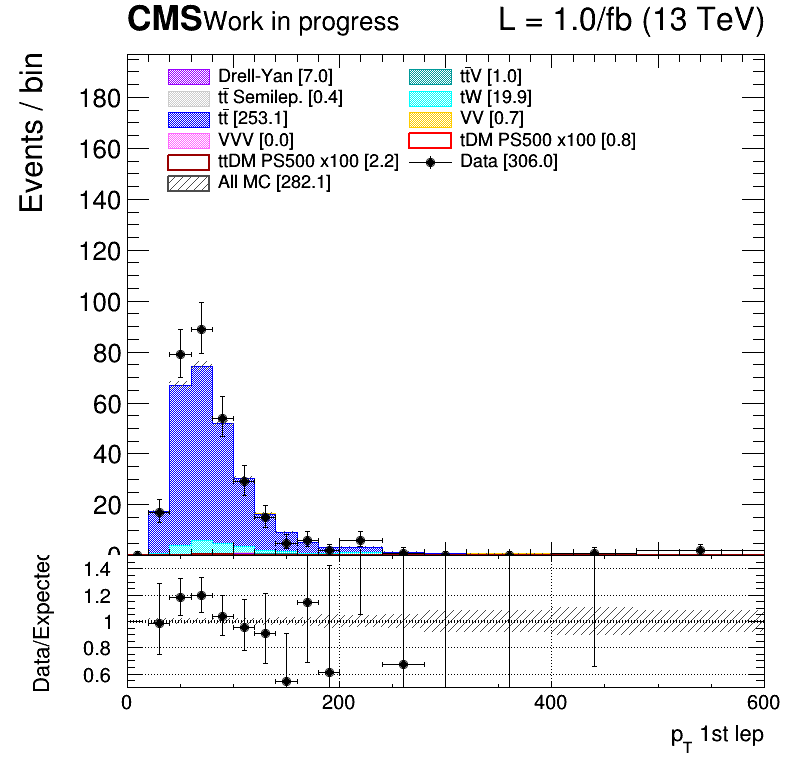 CMS Work in progress L = 1.0/fb (13 TeV)
Events / bin
Drell-Yan [7.0] tt̄V [1.0]
tt̄ Semilep. [0.4] tW [19.9]
tt̄ [253.1] VV [0.7]
VVV [0.0] tDM PS500 x100 [0.8]
ttDM PS500 x100 [2.2] Data [306.0]
All MC [282.1]
180
160
140
120
100
80
60
40
20
0
Data/Expected
1.4
1.2
1
0.8
0.6
0 200 400 600
p_T 1st lep